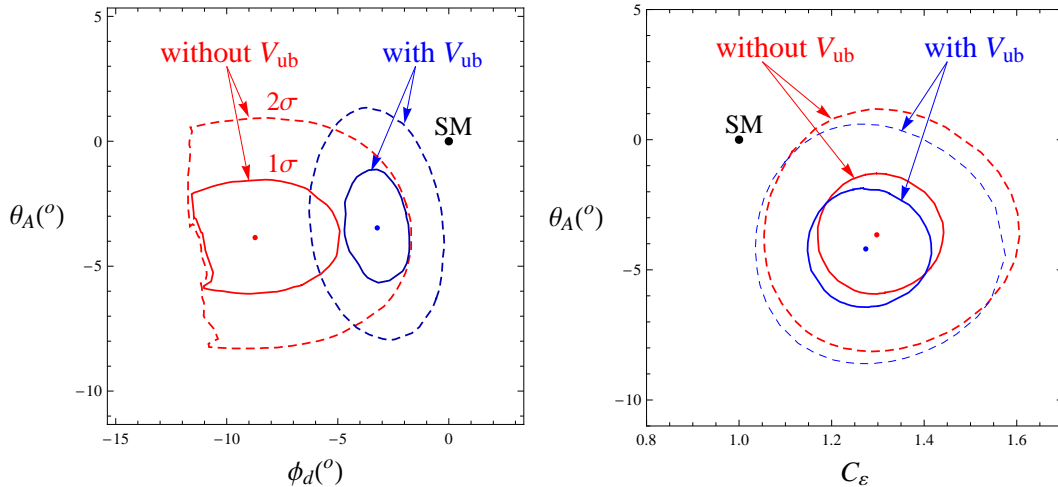 5
0
−5
−10
θ_A(°)
without V_ub
with V_ub
2σ
1σ
SM
−15
−10
−5
0
ϕ_d(°)
5
0
−5
−10
θ_A(°)
without V_ub
with V_ub
SM
0.8
1.0
1.2
1.4
1.6
C_ε